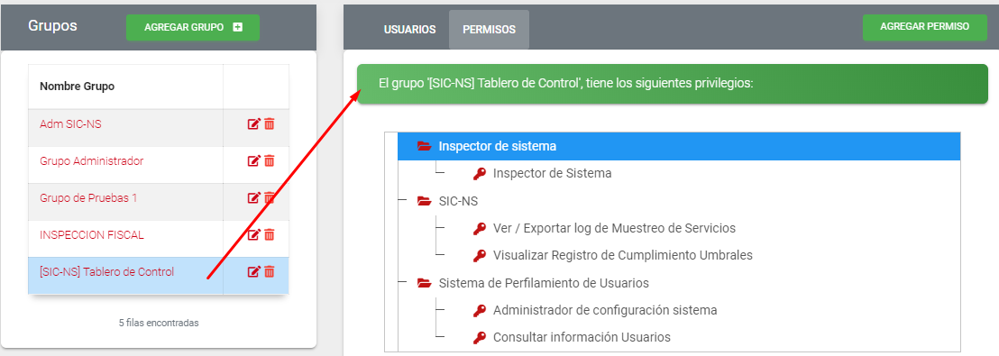 Grupos
AGREGAR GRUPO
Nombre Grupo
Adm SIC-NS
Grupo Administrador
Grupo de Pruebas 1
INSPECCION FISCAL
[SIC-NS] Tablero de Control
5 filas encontradas
USUARIOS
PERMISOS
AGREGAR PERMISO
El grupo '[SIC-NS] Tablero de Control', tiene los siguientes privilegios:
Inspector de sistema
Inspector de Sistema
SIC-NS
Ver / Exportar log de Muestreo de Servicios
Visualizar Registro de Cumplimiento Umbrales
Sistema de Perfilamiento de Usuarios
Administrador de configuración sistema
Consultar información Usuarios